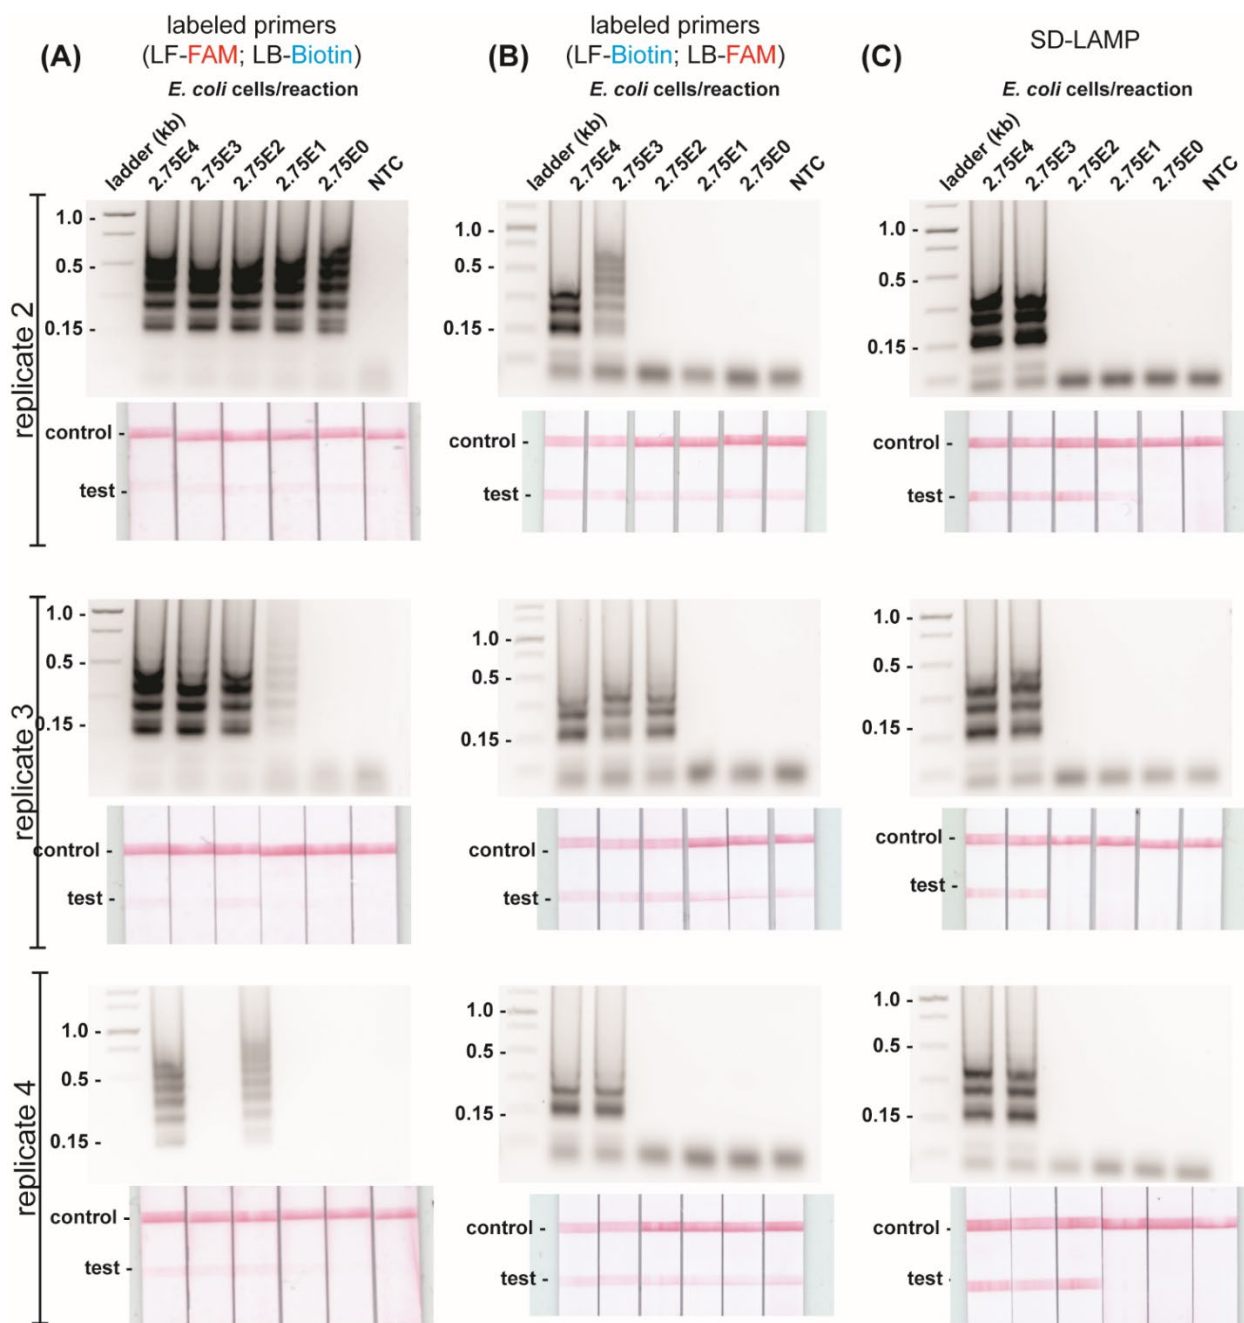 (A)
labeled primers
(LF-FAM; LB-Biotin)
E. coli cells/reaction
ladder (kb)
2.75E4
2.75E3
2.75E2
2.75E1
2.75E0
NTC
(B)
labeled primers
(LF-Biotin; LB-FAM)
E. coli cells/reaction
ladder (kb)
2.75E4
2.75E3
2.75E2
2.75E1
2.75E0
NTC
(C)
SD-LAMP
E. coli cells/reaction
ladder (kb)
2.75E4
2.75E3
2.75E2
2.75E1
2.75E0
NTC
replicate 2
1.0 -
0.5 -
0.15 -
control -
test -
1.0 -
0.5 -
0.15 -
control -
test -
1.0 -
0.5 -
0.15 -
control -
test -
replicate 3
1.0 -
0.5 -
0.15 -
control -
test -
1.0 -
0.5 -
0.15 -
control -
test -
1.0 -
0.5 -
0.15 -
control -
test -
replicate 4
1.0 -
0.5 -
0.15 -
control -
test -
1.0 -
0.5 -
0.15 -
control -
test -
1.0 -
0.5 -
0.15 -
control -
test -